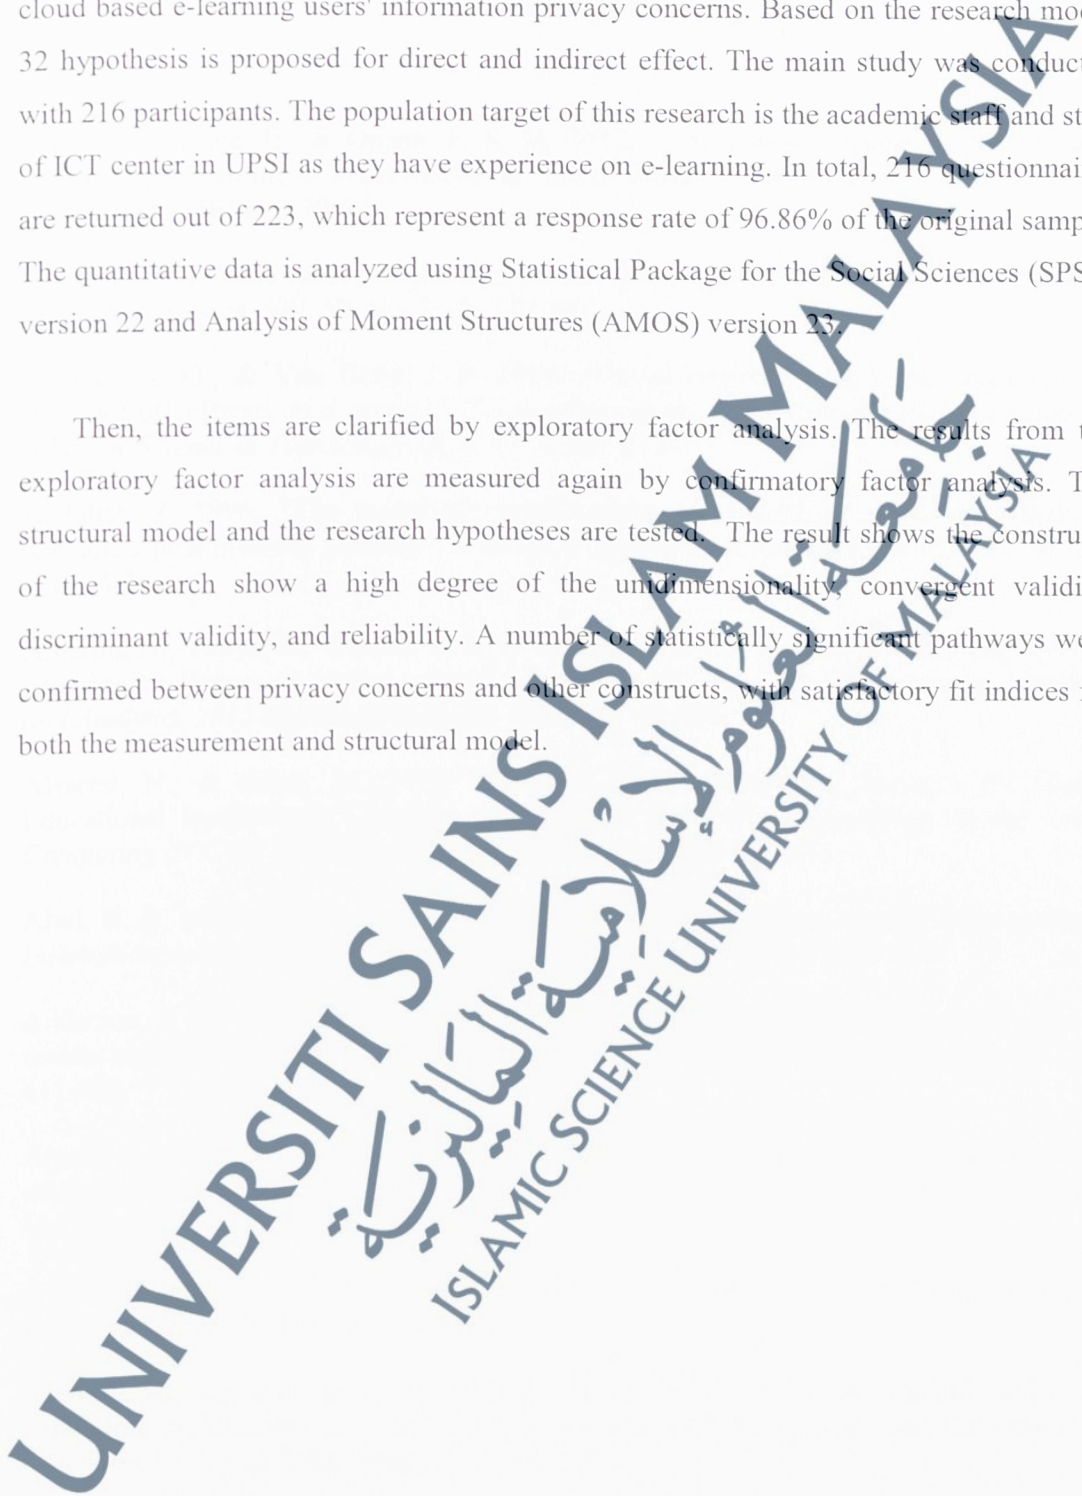 cloud based e-learning users' information privacy concerns. Based on the research
32 hypothesis is proposed for direct and indirect effect. The main study was
with 216 participants. The population target of this research is the academic staff and
of ICT center in UPSI as they have experience on e-learning. In total, 216
are returned out of 223, which represent a response rate of 96.86% of the original
The quantitative data is analyzed using Statistical Package for the Social Sciences
version 22 and Analysis of Moment Structures (AMOS) version 23.
Then, the items are clarified by exploratory factor analysis. The results from
exploratory factor analysis are measured again by confirmatory factor analysis.
structural model and the research hypotheses are tested. The result shows the
of the research show a high degree of the unidimensionality, convergent
discriminant validity, and reliability. A number of statistically significant pathways
confirmed between privacy concerns and other constructs, with satisfactory fit indices
both the measurement and structural model.
UNIVERSITI SAINS ISLAM MALAYSIA
جامعة العلوم الإسلامية الماليزية
ISLAMIC SCIENCE UNIVERSITY OF MALAYSIA